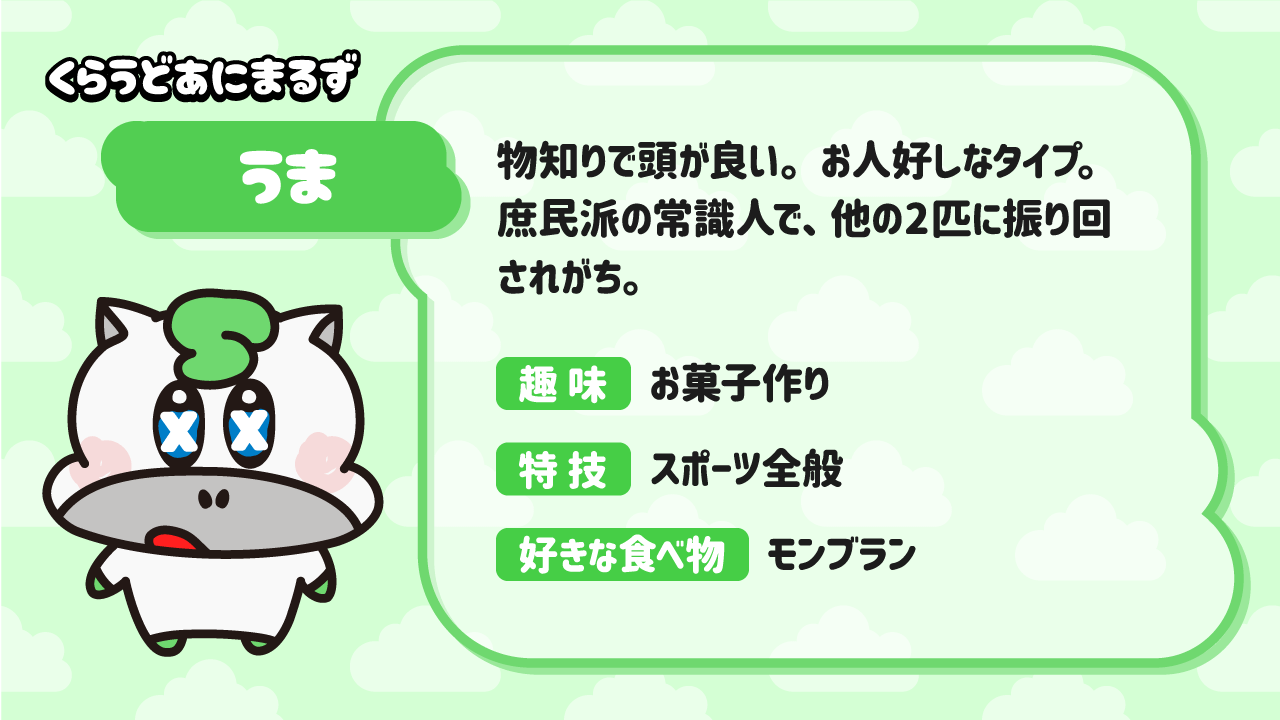 くらうどあにまるず
うま
物知りで頭が良い。お人好しなタイプ。
庶民派の常識人で、他の2匹に振り回
されがち。
趣味 お菓子作り
特技 スポーツ全般
好きな食べ物 モンブラン